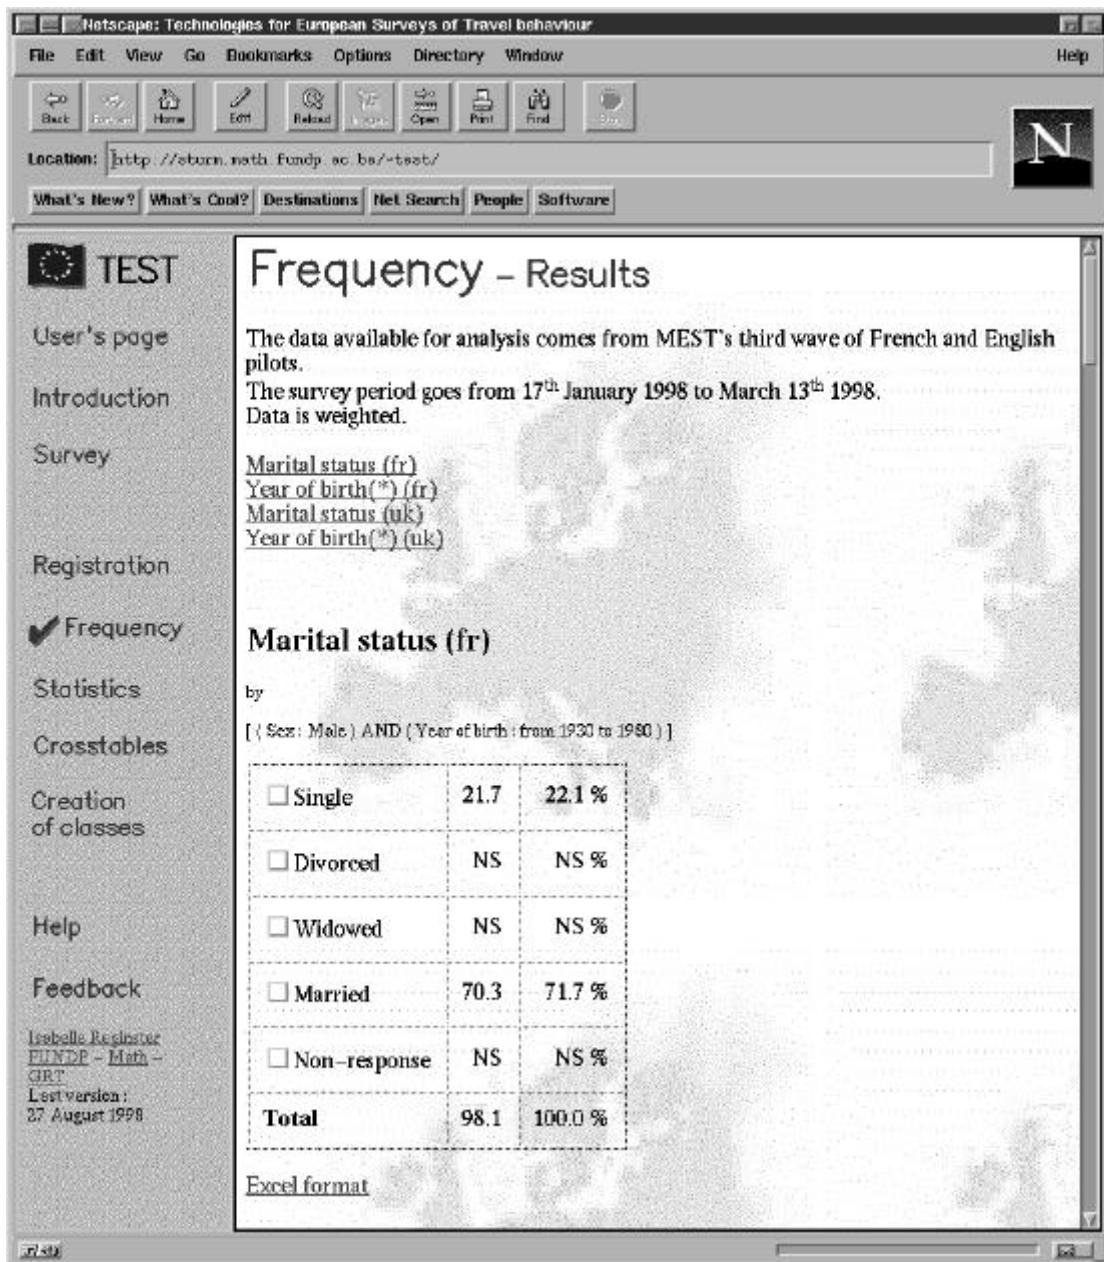 Netscape: Technologies for European Surveys of Travel behaviour
File Edit View Go Bookmarks Options Directory Window Help
Back Forward Home Edit Reload Images Open Print Find Stop
N
Location: http://sturm.math.fundp.ac.be/~test/
What's New? What's Cool? Destinations Net Search People Software
TEST
User's page
Introduction
Survey
Registration
Frequency
Statistics
Crosstables
Creation
of classes
Help
Feedback
Isabelle Reginster
FUNDP – Math –
GRT
Last version :
27 August 1998
Frequency – Results
The data available for analysis comes from MEST's third wave of French and English
pilots.
The survey period goes from 17th January 1998 to March 13th 1998.
Data is weighted.
Marital status (fr)
Year of birth(*) (fr)
Marital status (uk)
Year of birth(*) (uk)
Marital status (fr)
by
[ ( Sex : Male ) AND ( Year of birth : from 1930 to 1980 ) ]
Single 21.7 22.1 %
Divorced NS NS %
Widowed NS NS %
Married 70.3 71.7 %
Non–response NS NS %
Total 98.1 100.0 %
Excel format